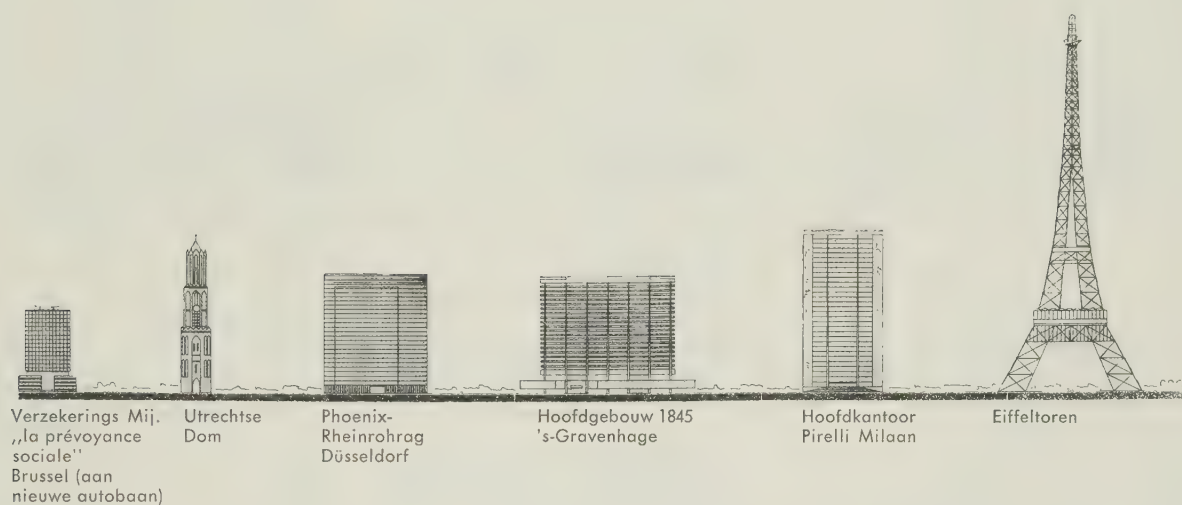 Verzekerings Mij.
„la prévoyance
sociale"
Brussel (aan
nieuwe autobaan)
Utrechtse
Dom
Phoenix-
Rheinrohrag
Düsseldorf
Hoofdgebouw 1845
's-Gravenhage
Hoofdkantoor
Pirelli Milaan
Eiffeltoren